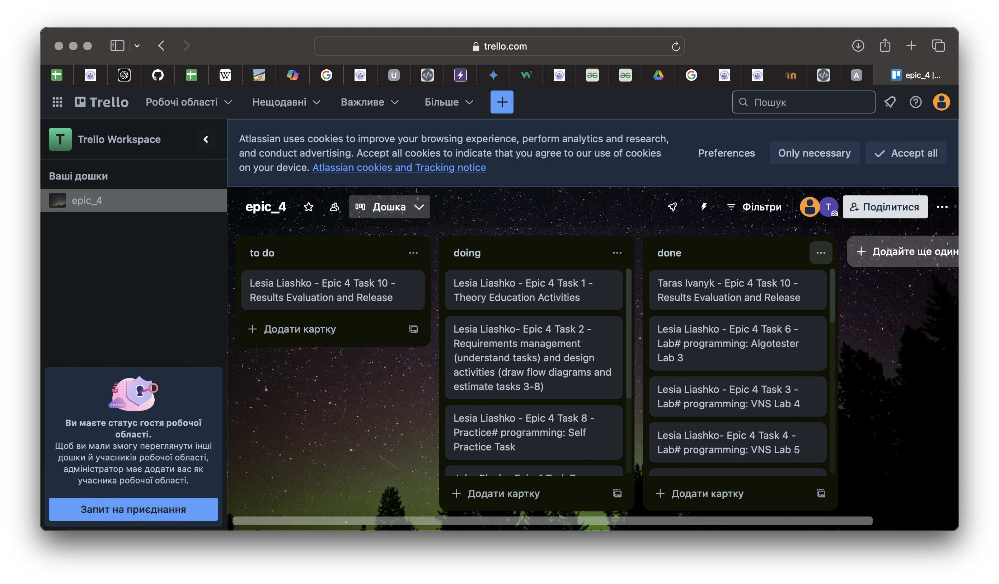 trello.com
W
U
W3
A
epic_4 |...
Trello
Робочі області
Нещодавні
Важливе
Більше
Пошук
T
Trello Workspace
Atlassian uses cookies to improve your browsing experience, perform analytics and research,
and conduct advertising. Accept all cookies to indicate that you agree to our use of cookies
on your device. Atlassian cookies and Tracking notice
Preferences
Only necessary
Accept all
Ваші дошки
epic_4
epic_4
Дошка
Фільтри
T
Поділитися
to do
Lesia Liashko - Epic 4 Task 10 -
Results Evaluation and Release
Додати картку
doing
Lesia Liashko - Epic 4 Task 1 -
Theory Education Activities
Lesia Liashko- Epic 4 Task 2 -
Requirements management
(understand tasks) and design
activities (draw flow diagrams and
estimate tasks 3-8)
Lesia Liashko - Epic 4 Task 8 -
Practice# programming: Self
Practice Task
Додати картку
done
Taras Ivanyk - Epic 4 Task 10 -
Results Evaluation and Release
Lesia Liashko - Epic 4 Task 6 -
Lab# programming: Algotester
Lab 3
Lesia Liashko - Epic 4 Task 3 -
Lab# programming: VNS Lab 4
Lesia Liashko- Epic 4 Task 4 -
Lab# programming: VNS Lab 5
Додати картку
Додайте ще один
Ви маєте статус гостя робочої
області.
Щоб ви мали змогу переглянути інші
дошки й учасників робочої області,
адміністратор має додати вас як
учасника робочої області.
Запит на приєднання